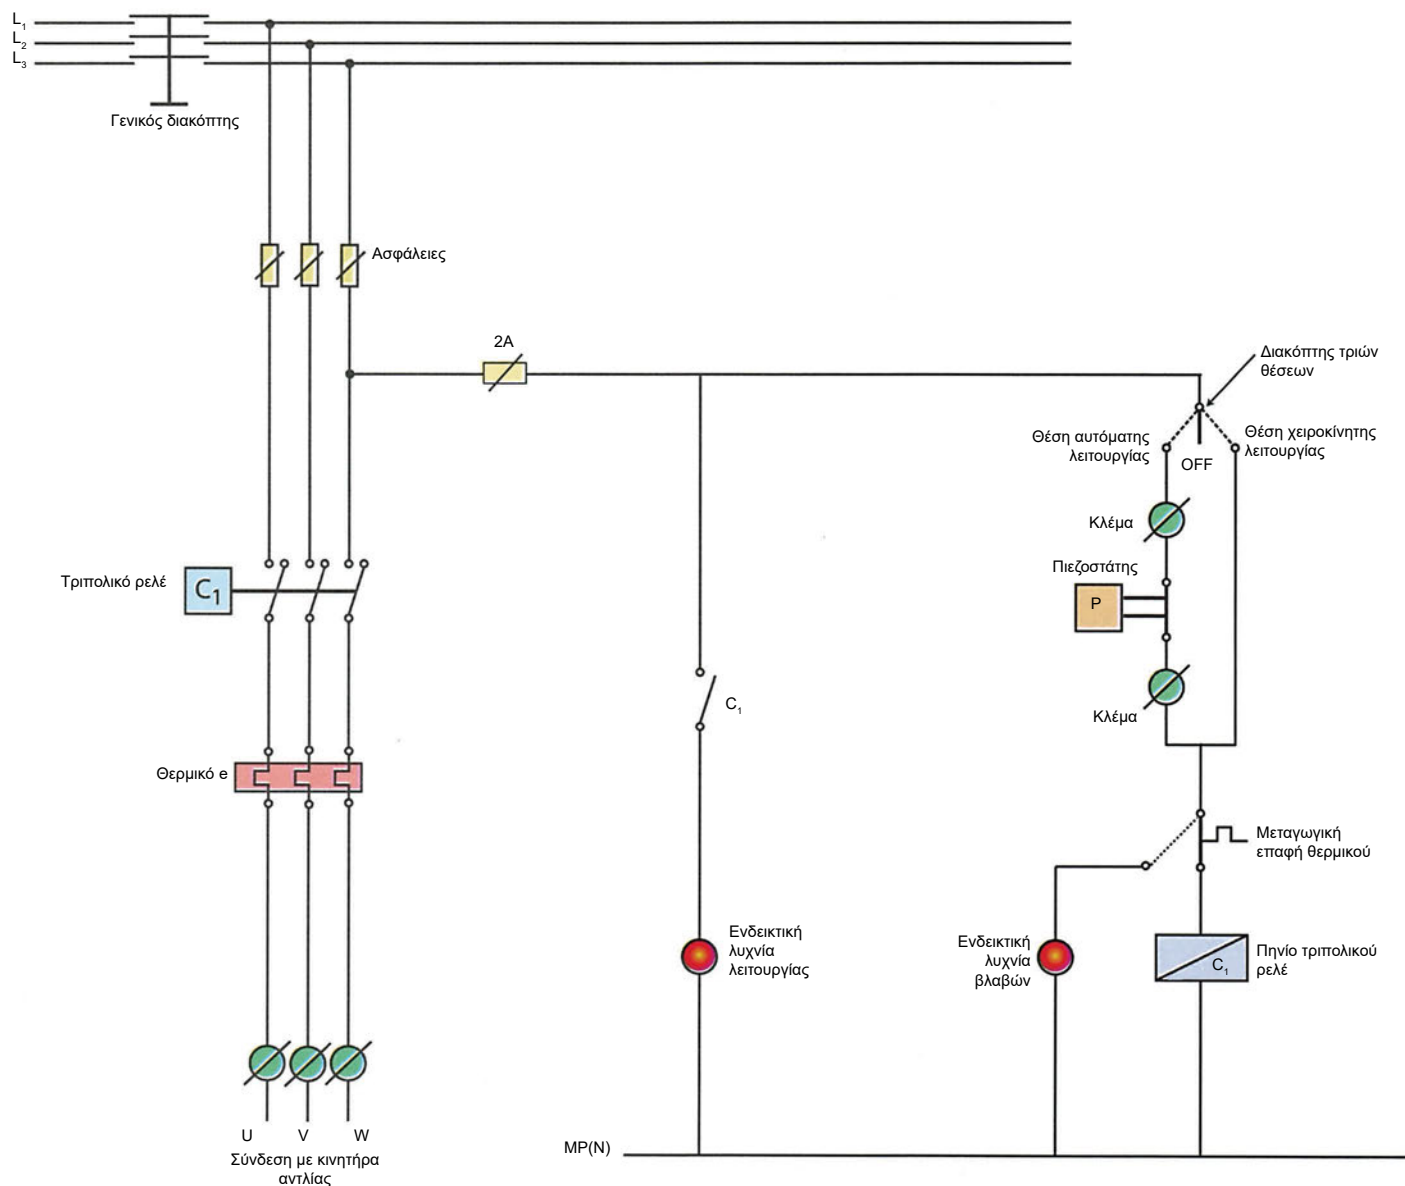 L1
L2
L3
Γενικός διακόπτης
Ασφάλειες
2A
Διακόπτης τριών
θέσεων
Θέση αυτόματης
λειτουργίας
OFF
Θέση χειροκίνητης
λειτουργίας
Κλέμα
Πιεζοστάτης
P
Κλέμα
Τριπολικό ρελέ
C1
C1
Θερμικό e
Μεταγωγική
επαφή θερμικού
Ενδεικτική
λυχνία
λειτουργίας
Ενδεικτική
λυχνία
βλαβών
C1
Πηνίο τριπολικού
ρελέ
U
V
W
Σύνδεση με κινητήρα
αντλίας
MP(N)